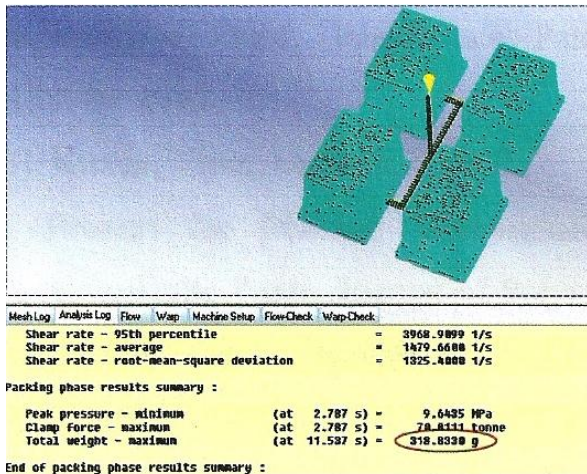 Mesh Log Analysis Log Flow Warp Machine Setup Flow-Check Warp-Check
Shear rate - 95th percentile = 3968.9099 1/s
Shear rate - average = 1479.6600 1/s
Shear rate - root-mean-square deviation = 1325.4000 1/s
Packing phase results summary :
Peak pressure - minimum (at 2.787 s) = 9.6435 MPa
Clamp force - maximum (at 2.787 s) = 70.8111 tonne
Total weight - maximum (at 11.537 s) = 318.8330 g
End of packing phase results summary :